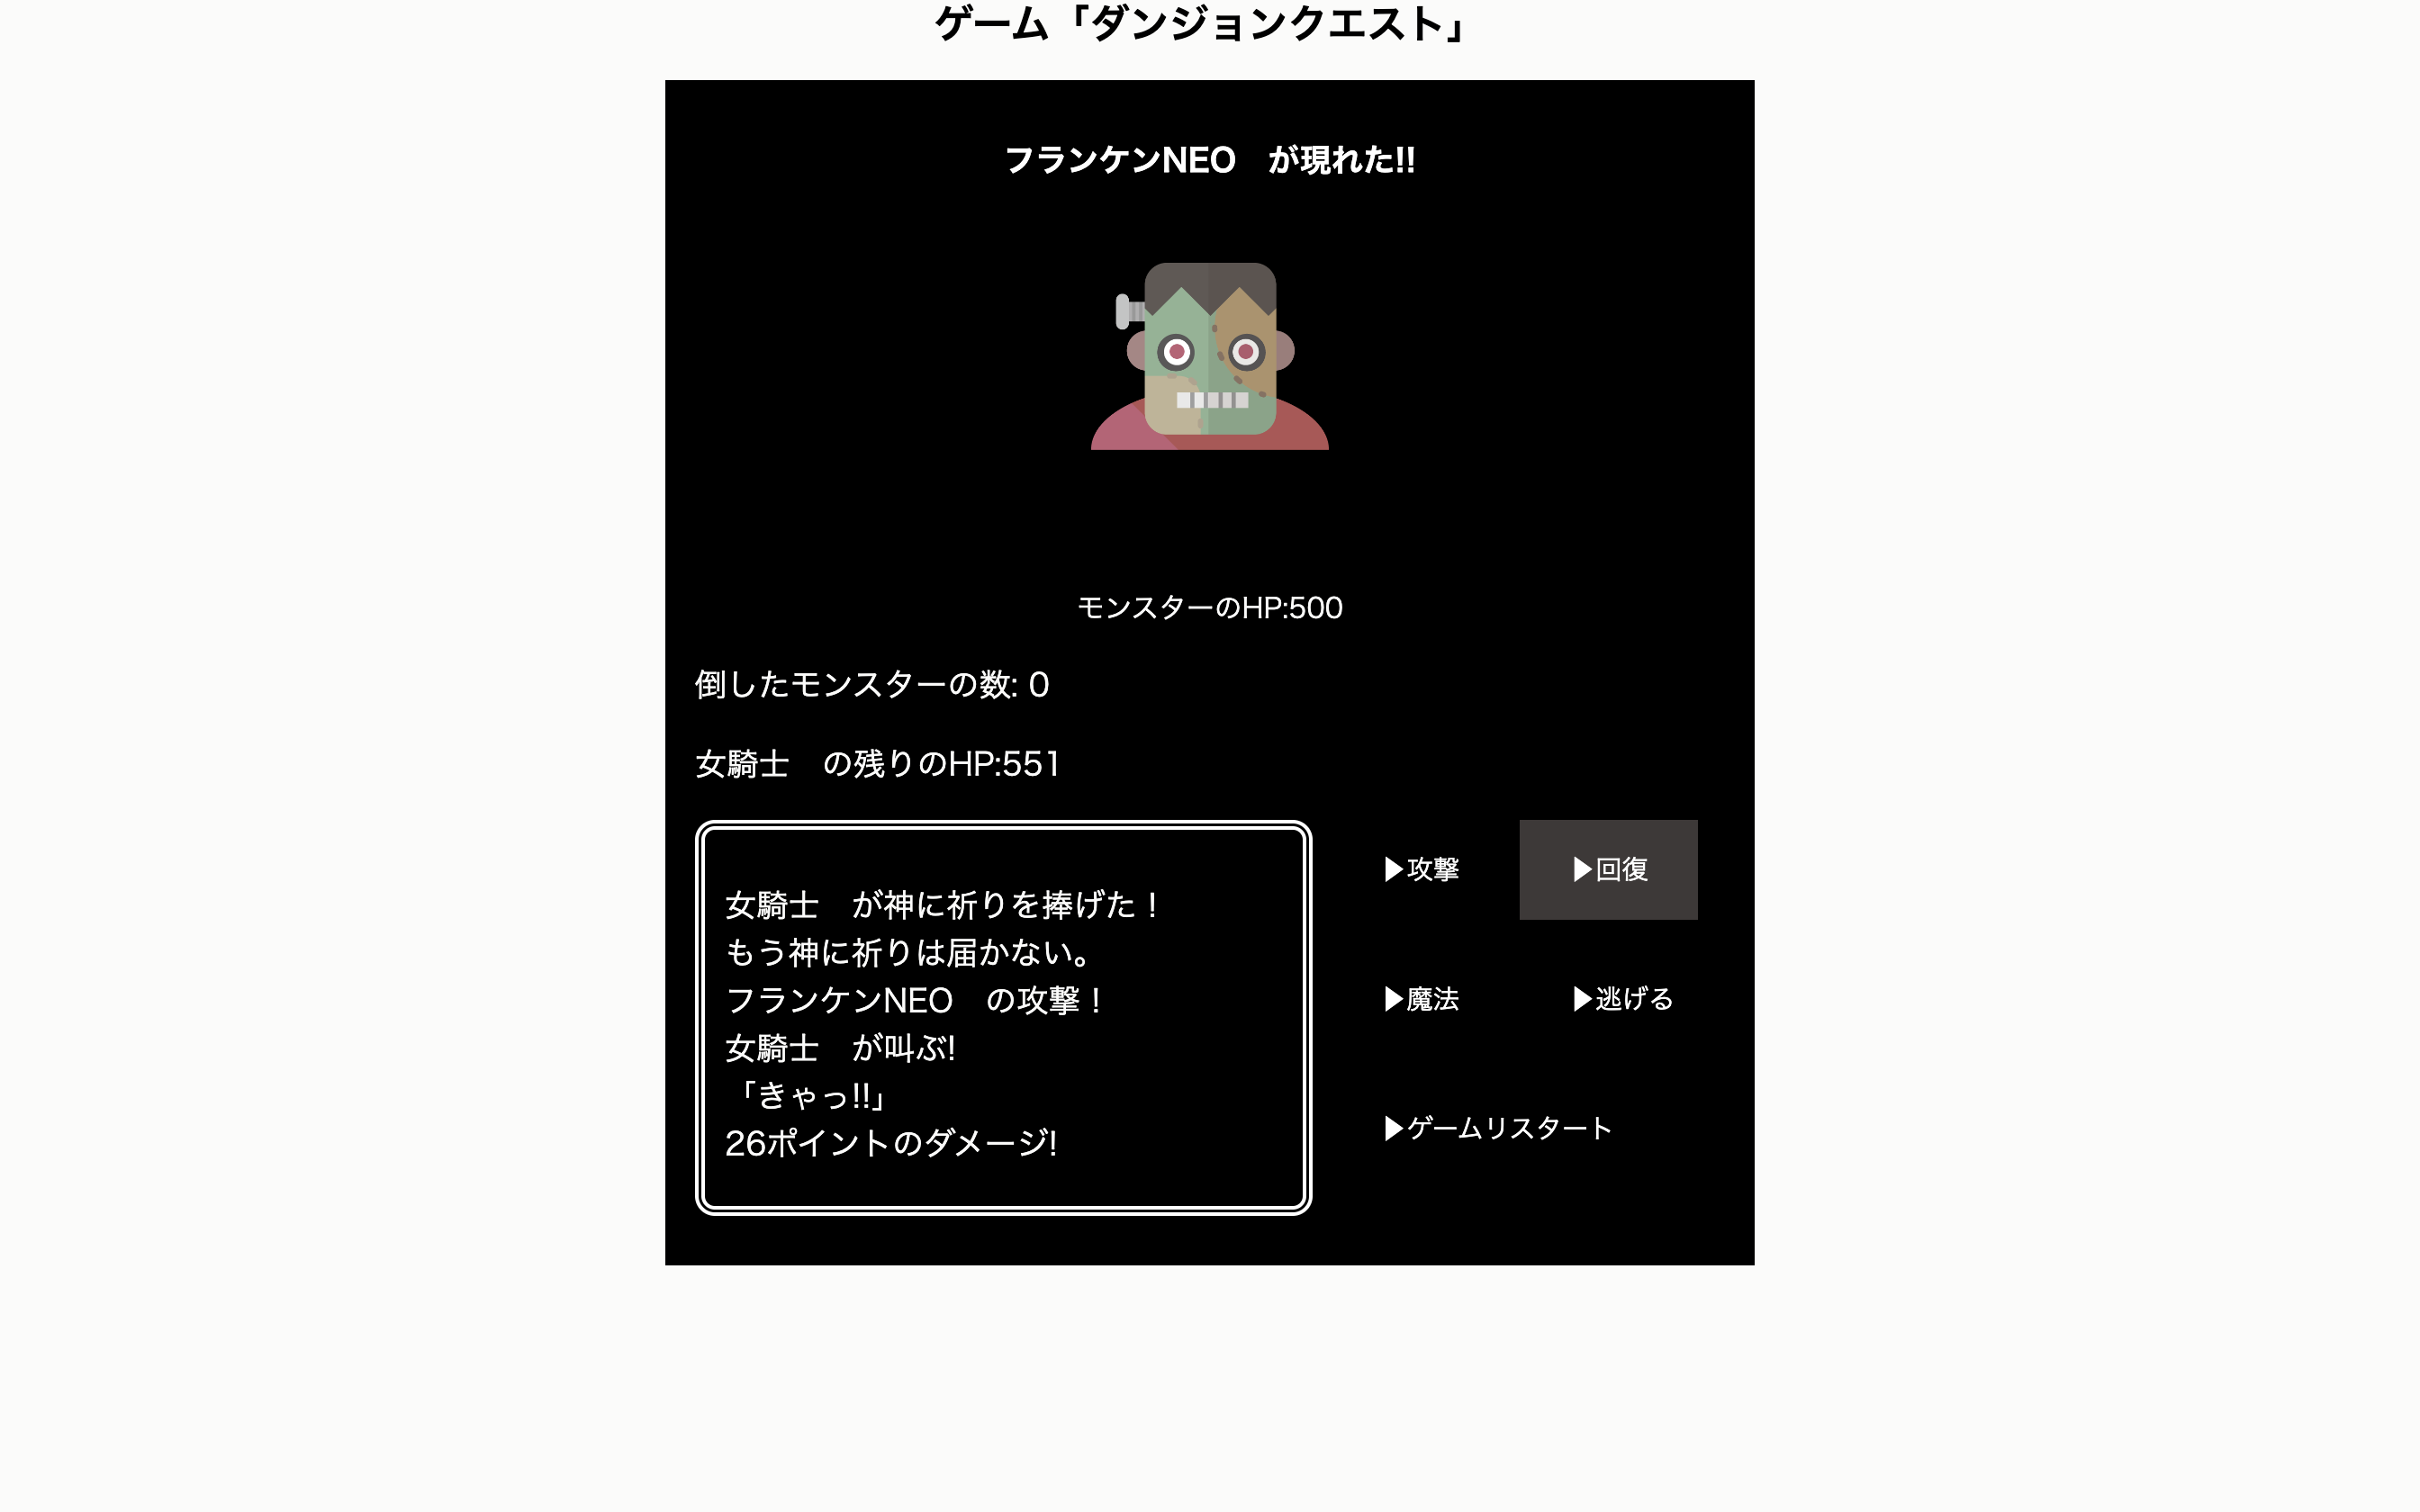 ゲーム「ダンジョンクエスト」
フランケンNEO　が現れた!!
モンスターのHP:500
倒したモンスターの数: 0
女騎士　の残りのHP:551
女騎士　が神に祈りを捧げた！
もう神に祈りは届かない。
フランケンNEO　の攻撃！
女騎士　が叫ぶ!
「きゃっ!!」
26ポイントのダメージ!
▶攻撃
▶回復
▶魔法
▶逃げる
▶ゲームリスタート